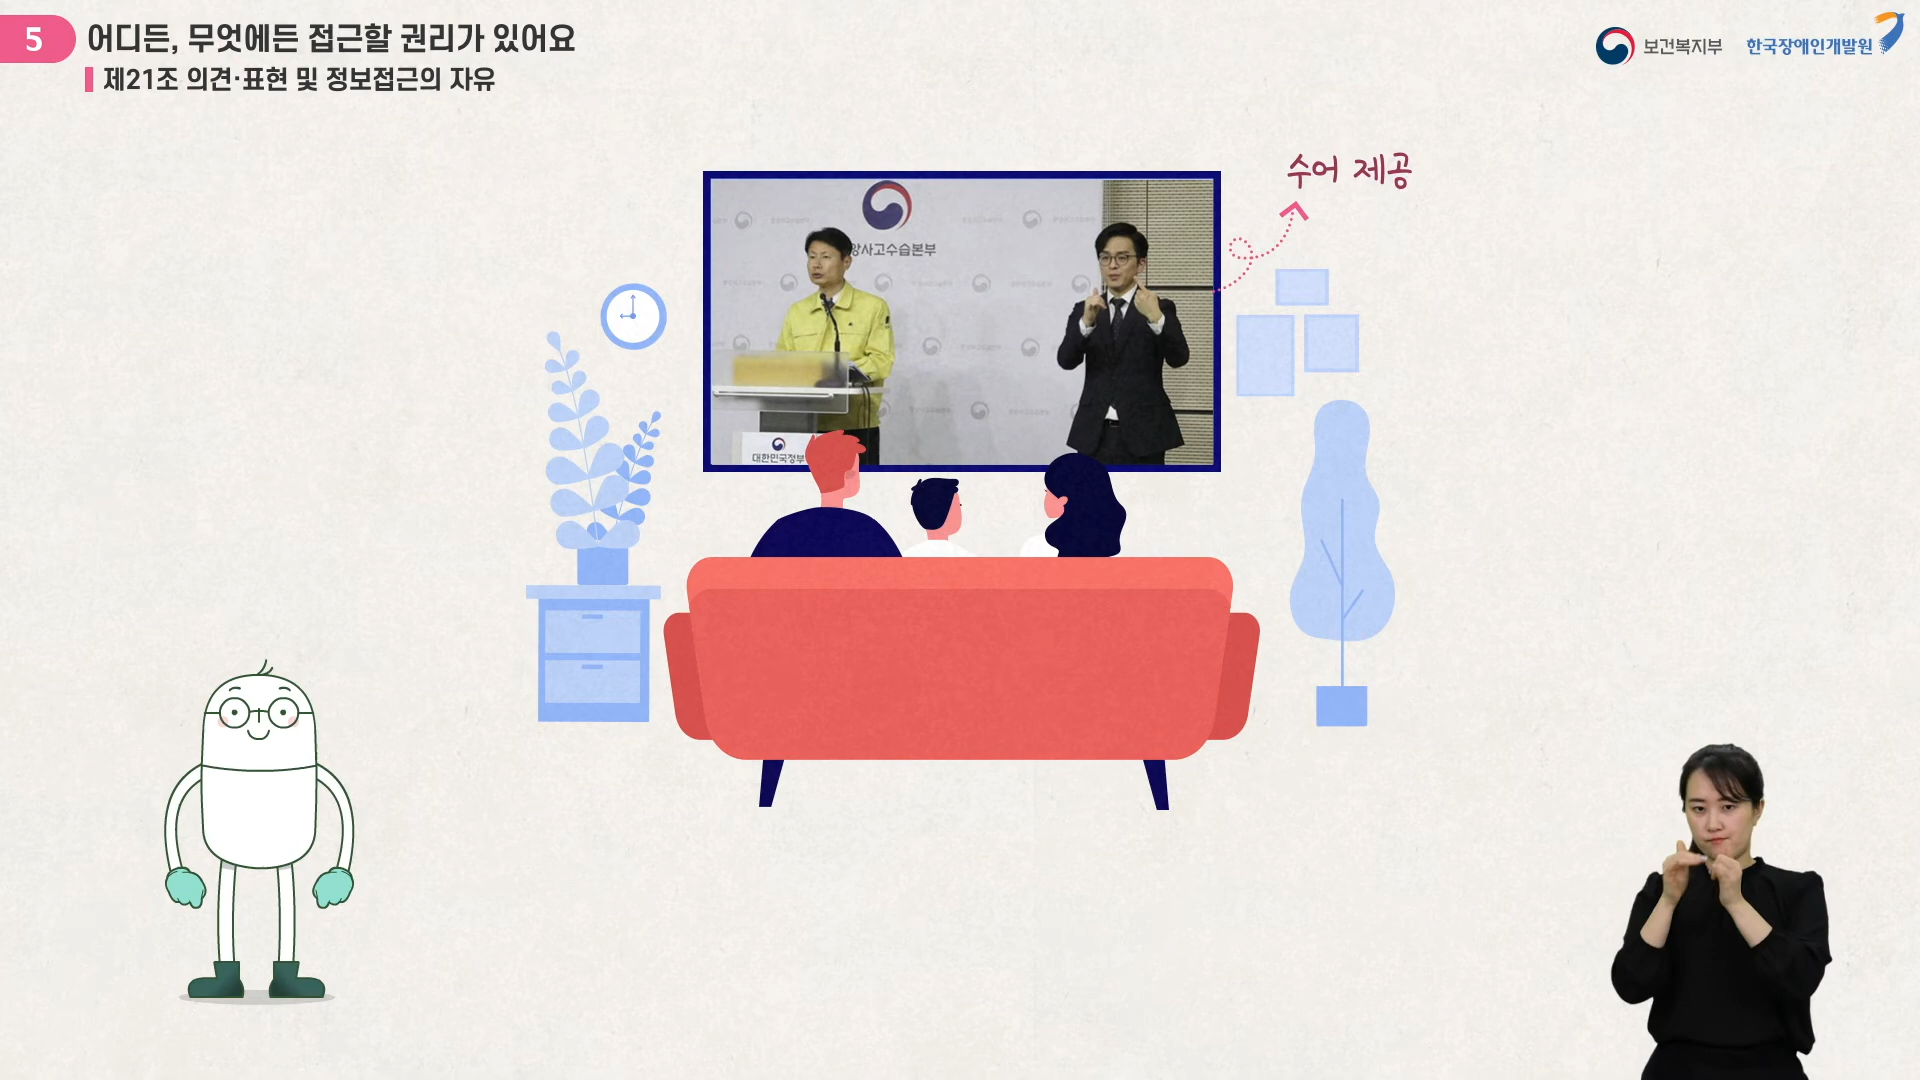 5 어디든, 무엇에든 접근할 권리가 있어요
제21조 의견·표현 및 정보접근의 자유
보건복지부
한국장애인개발원
수어 제공
앙사고수습본부
대한민국정부